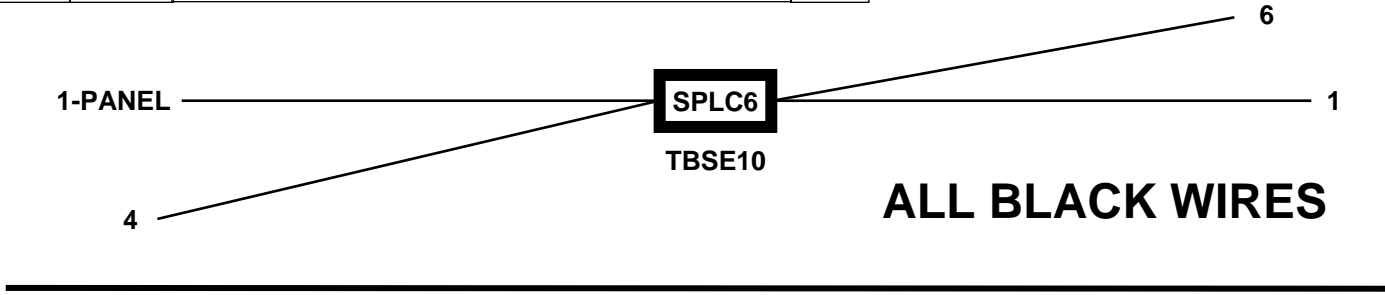 6
1-PANEL SPLC6 1
TBSE10
4 ALL BLACK WIRES